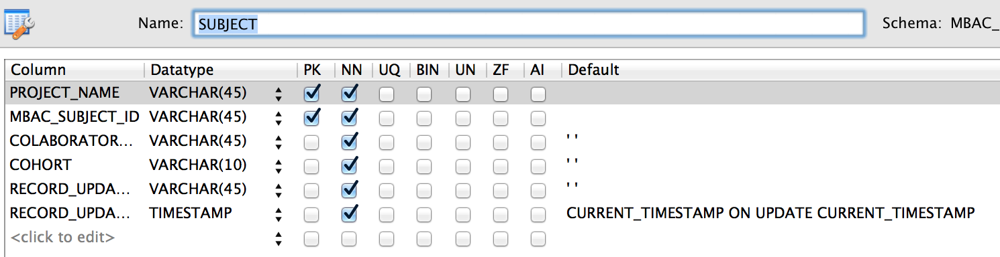 Name: SUBJECT Schema: MBAC_
Column Datatype PK NN UQ BIN UN ZF AI Default
PROJECT_NAME VARCHAR(45)
MBAC_SUBJECT_ID VARCHAR(45)
COLABORATOR... VARCHAR(45) ' '
COHORT VARCHAR(10) ' '
RECORD_UPDA... VARCHAR(45) ' '
RECORD_UPDA... TIMESTAMP CURRENT_TIMESTAMP ON UPDATE CURRENT_TIMESTAMP
<click to edit>